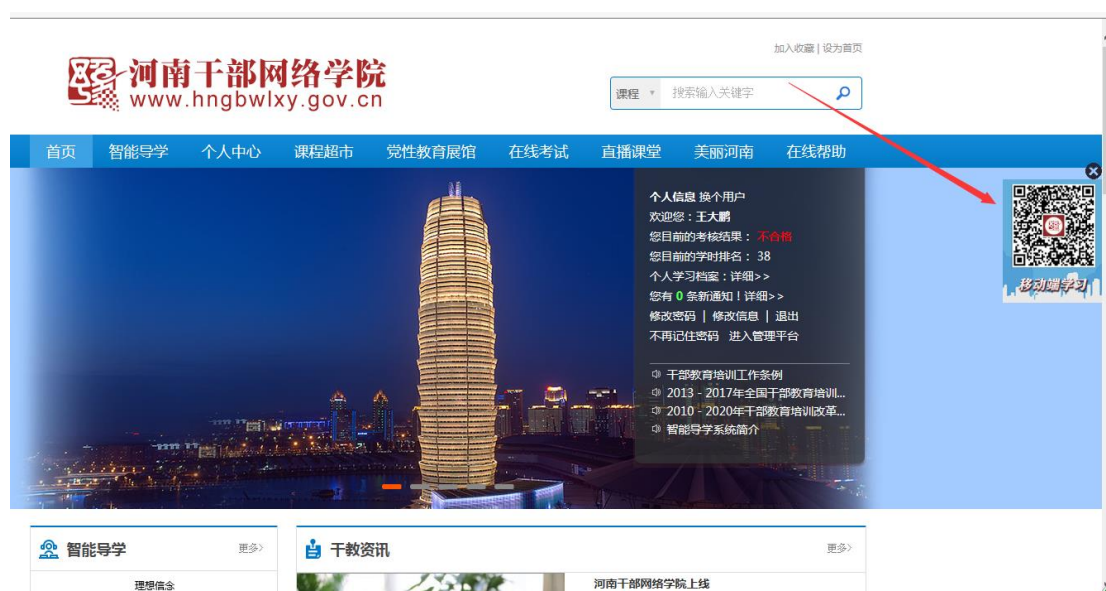 加入收藏 | 设为首页
河南干部网络学院
www.hngbwlxy.gov.cn
课程 搜索输入关键字
首页 智能导学 个人中心 课程超市 党性教育展馆 在线考试 直播课堂 美丽河南 在线帮助
个人信息 换个用户
欢迎您：王大鹏
您目前的考核结果： 不合格
您目前的学时排名： 38
个人学习档案：详细>>
您有 0 条新通知！详细>>
修改密码 | 修改信息 | 退出
不再记住密码 进入管理平台
干部教育培训工作条例
2013 - 2017年全国干部教育培训...
2010 - 2020年干部教育培训改革...
智能导学系统简介
移动端学习
智能导学 更多>
干教资讯 更多>
理想信念
河南干部网络学院上线